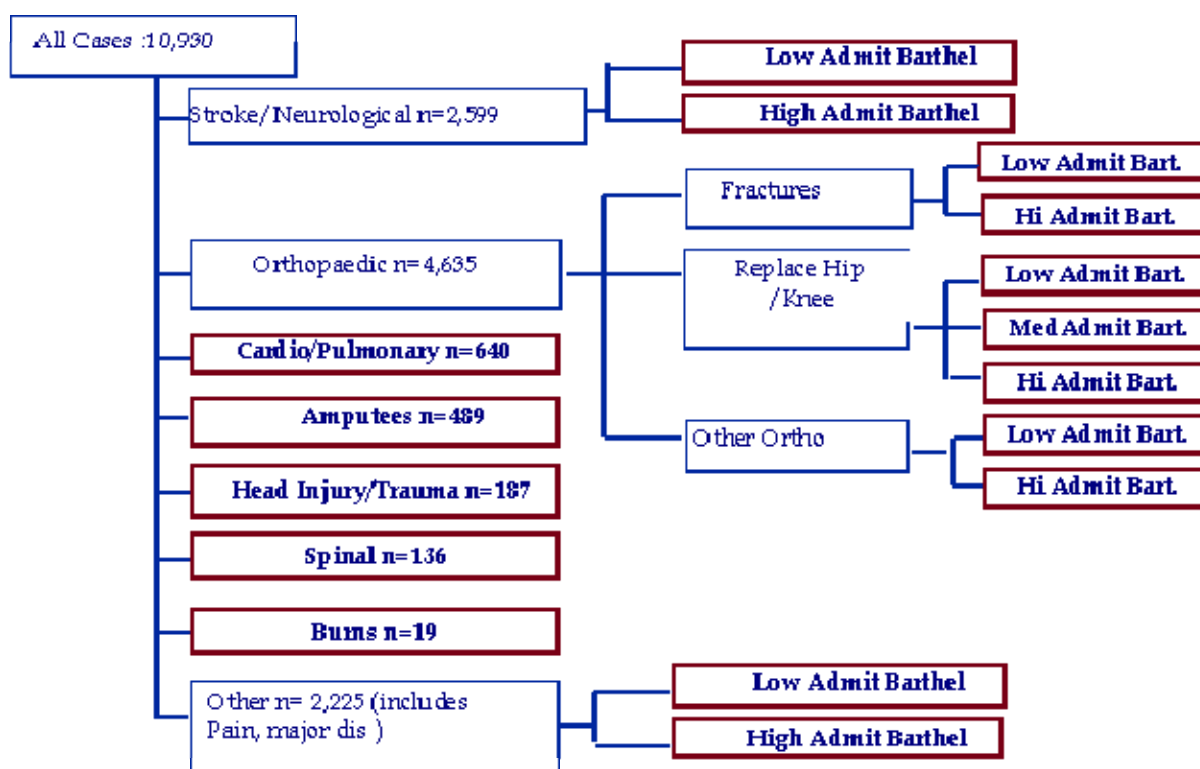 All Cases :10,930
Stroke/ Neurological n=2,599
Low Admit Barthel
High Admit Barthel
Orthopaedic n= 4,635
Fractures
Low Admit Bart.
Hi Admit Bart.
Replace Hip
/Knee
Low Admit Bart.
Med Admit Bart.
Hi Admit Bart.
Other Ortho
Low Admit Bart.
Hi Admit Bart.
Cardio/Pulmonary n=640
Amputees n=489
Head Injury/Trauma n=187
Spinal n=136
Burns n=19
Other n= 2,225 (includes
Pain, major dis )
Low Admit Barthel
High Admit Barthel